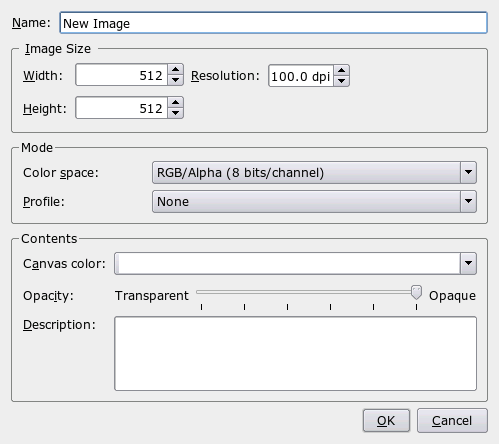 Name: New Image
Image Size
Width: 512 Resolution: 100.0 dpi
Height: 512
Mode
Color space: RGB/Alpha (8 bits/channel)
Profile: None
Contents
Canvas color:
Opacity: Transparent Opaque
Description:
OK Cancel